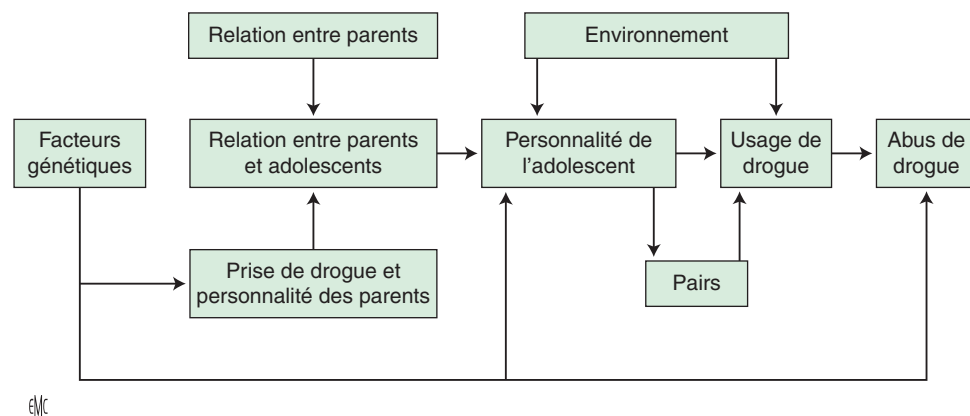 Relation entre parents
Environnement
Facteurs
génétiques
Relation entre parents
et adolescents
Personnalité de
l'adolescent
Usage de
drogue
Abus de
drogue
Prise de drogue et
personnalité des parents
Pairs
EMC